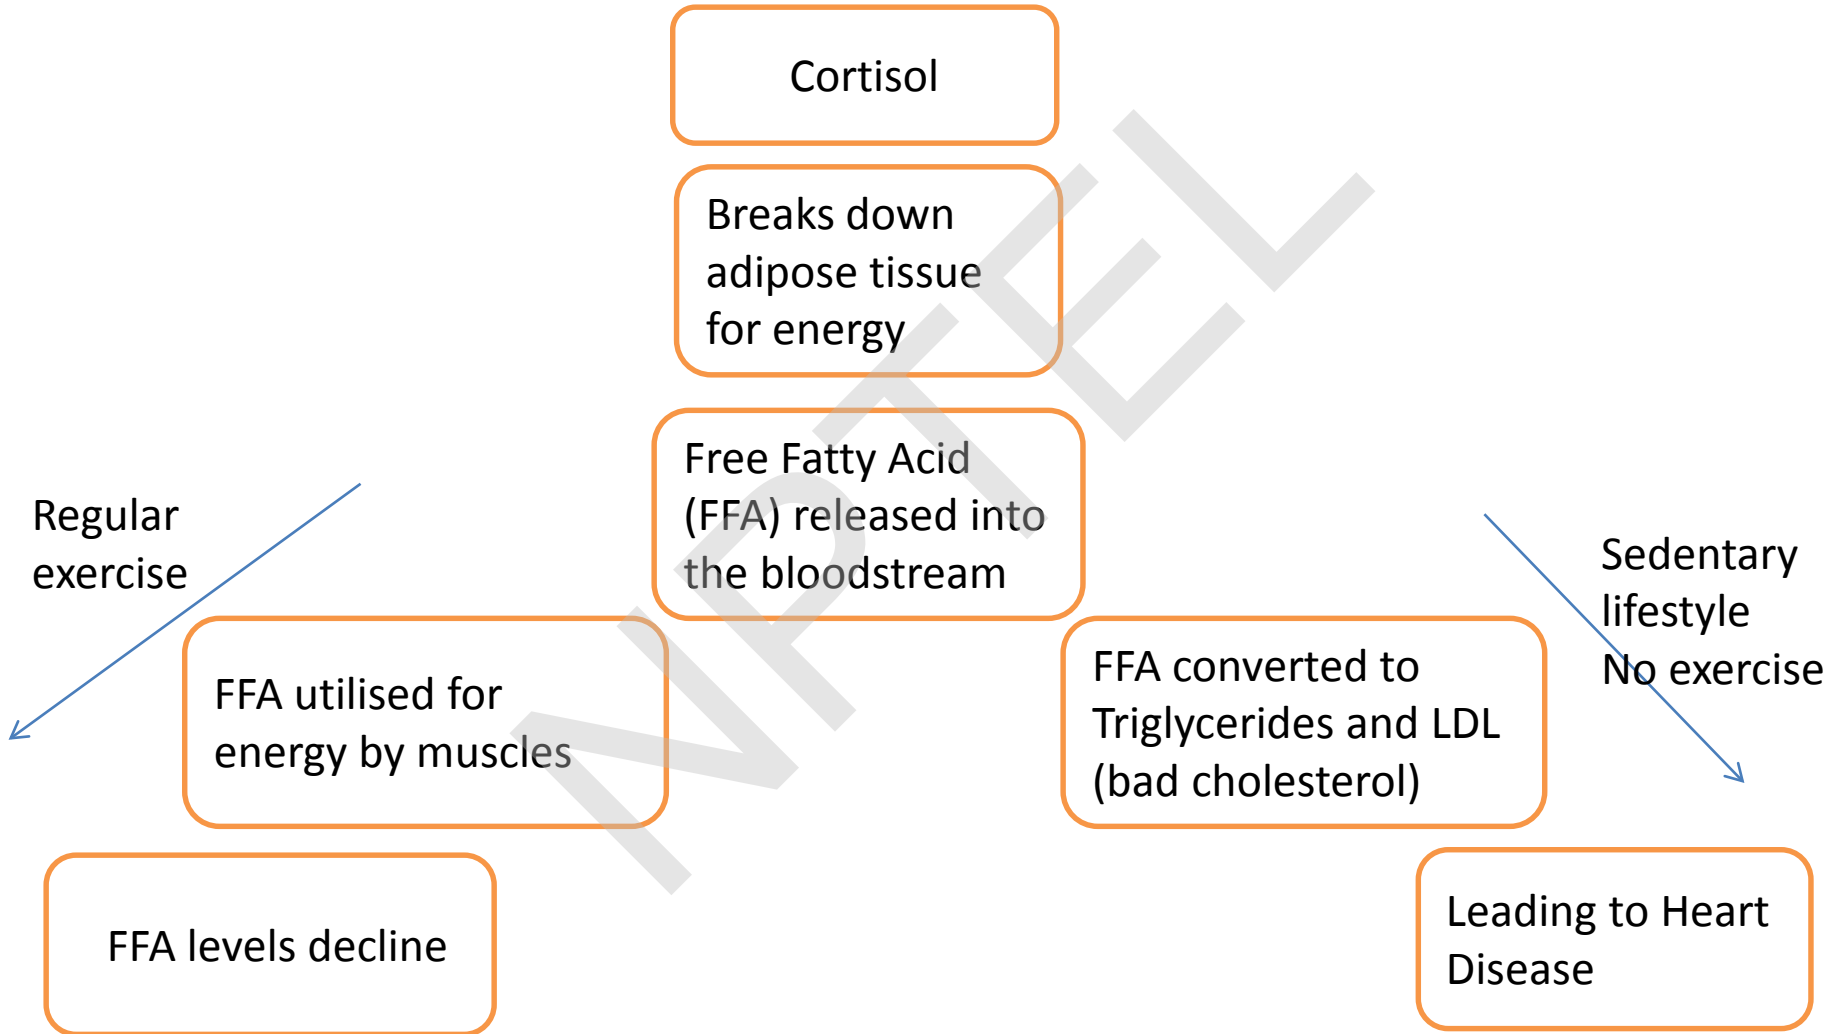 Cortisol
Breaks down
adipose tissue
for energy
Free Fatty Acid
(FFA) released into
the bloodstream
Regular
exercise
Sedentary
lifestyle
No exercise
FFA utilised for
energy by muscles
FFA converted to
Triglycerides and LDL
(bad cholesterol)
FFA levels decline
Leading to Heart
Disease
NPTEL